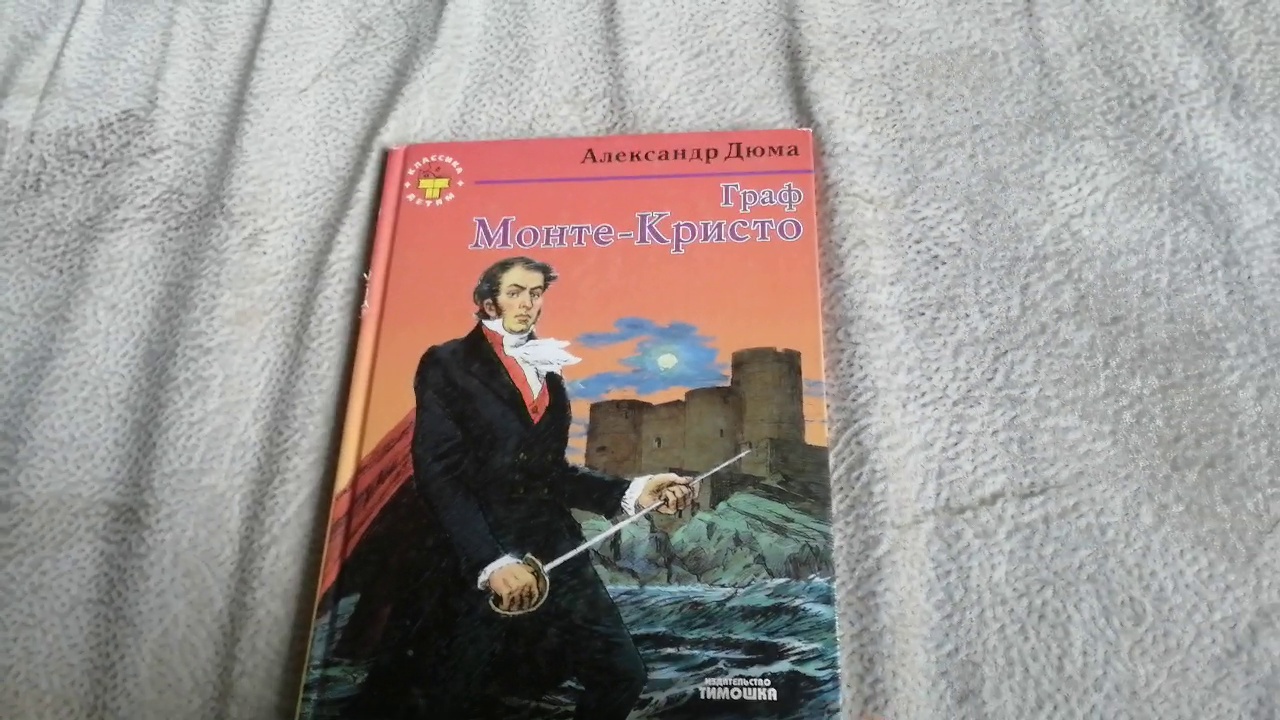 КЛАССИКА
ДЕТЯМ
Александр Дюма
Граф
Монте-Кристо
ИЗДАТЕЛЬСТВО
ТИМОШКА